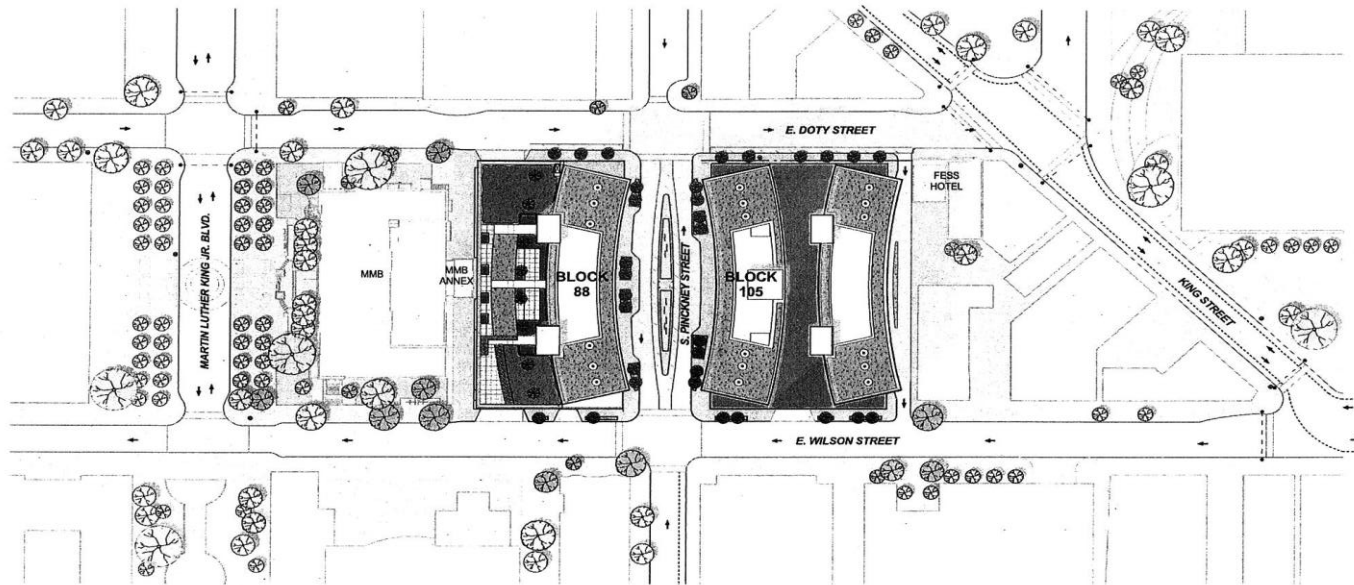 E. DOTY STREET
FESS
HOTEL
MMB
MMB
ANNEX
BLOCK
88
BLOCK
105
MARTIN LUTHER KING JR. BLVD.
S. PINCKNEY STREET
KING STREET
E. WILSON STREET